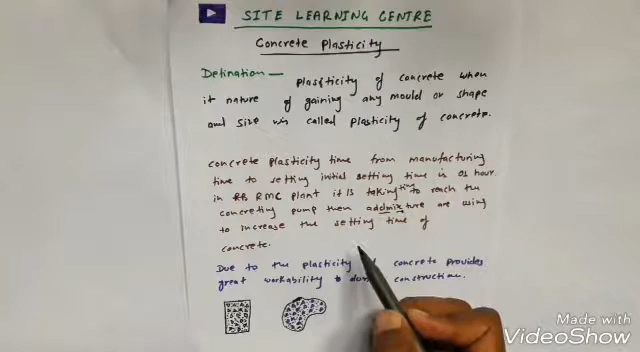 SITE LEARNING CENTRE
Concrete Plasticity
Defination — Plasticity of concrete when
it nature of gaining any mould or shape
and size is called plasticity of concrete.
concrete plasticity time from manufacturing
time to setting initial setting time is 01 hour
in RMC plant it is taking time to reach the
concreting pump then addmixture are using
to increase the setting time of
concrete.
Due to the plasticity concrete provides
great workability construction.
Made with
VideoShow